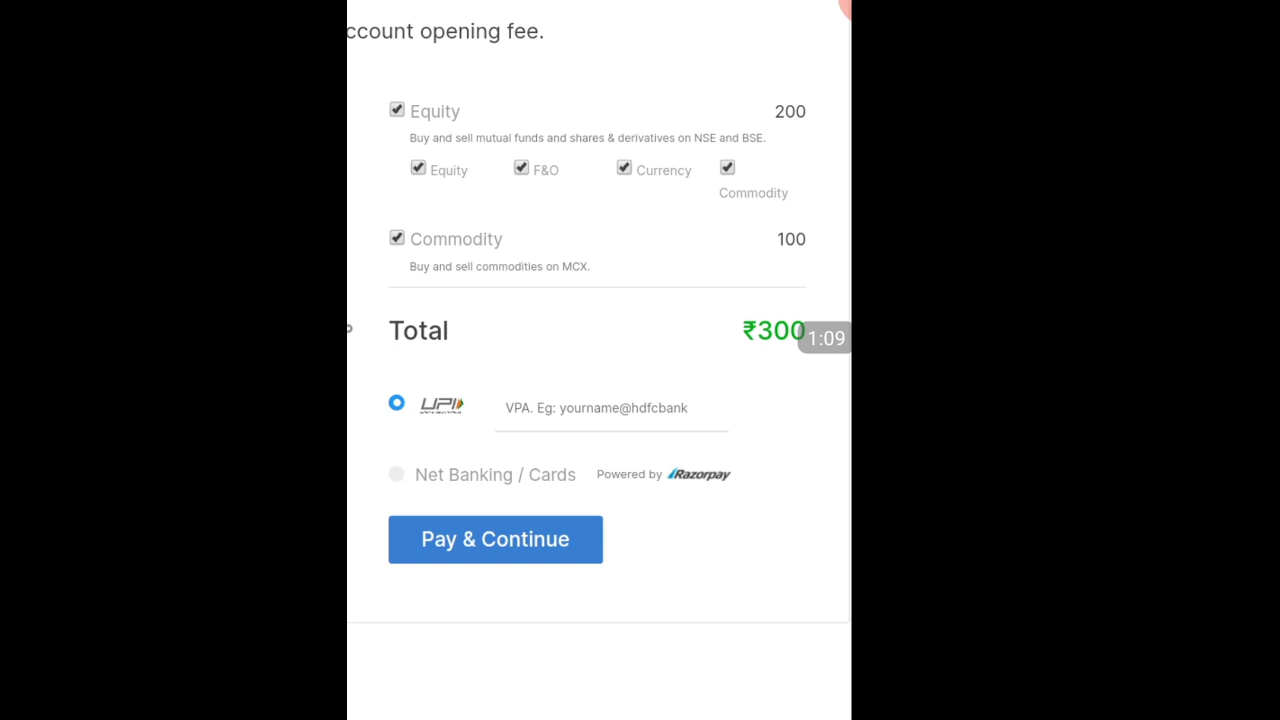 ccount opening fee.
Equity 200
Buy and sell mutual funds and shares & derivatives on NSE and BSE.
Equity F&O Currency Commodity
Commodity 100
Buy and sell commodities on MCX.
Total ₹300
1:09
UPI VPA. Eg: yourname@hdfcbank
Net Banking / Cards Powered by Razorpay
Pay & Continue